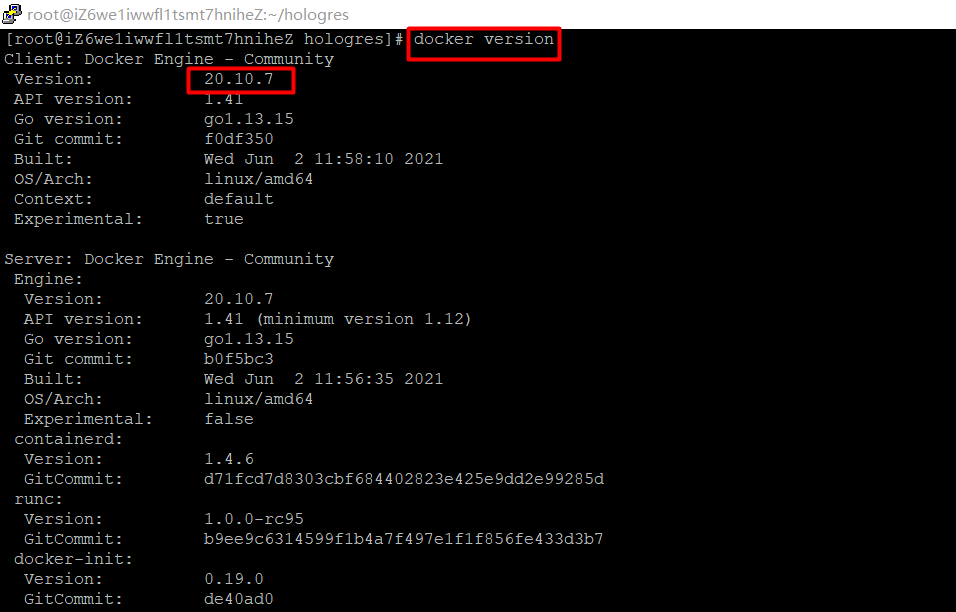 root@iZ6we1iwwfl1tsmt7hniheZ:~/hologres
[root@iZ6we1iwwfl1tsmt7hniheZ hologres]# docker version
Client: Docker Engine - Community
 Version:           20.10.7
 API version:       1.41
 Go version:        go1.13.15
 Git commit:        f0df350
 Built:             Wed Jun  2 11:58:10 2021
 OS/Arch:           linux/amd64
 Context:           default
 Experimental:      true

Server: Docker Engine - Community
 Engine:
  Version:          20.10.7
  API version:      1.41 (minimum version 1.12)
  Go version:       go1.13.15
  Git commit:       b0f5bc3
  Built:            Wed Jun  2 11:56:35 2021
  OS/Arch:          linux/amd64
  Experimental:     false
 containerd:
  Version:          1.4.6
  GitCommit:        d71fcd7d8303cbf684402823e425e9dd2e99285d
 runc:
  Version:          1.0.0-rc95
  GitCommit:        b9ee9c6314599f1b4a7f497e1f1f856fe433d3b7
 docker-init:
  Version:          0.19.0
  GitCommit:        de40ad0